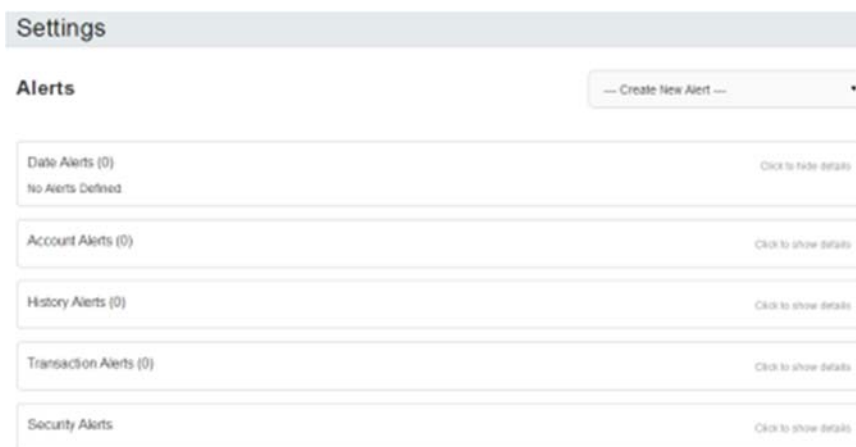 Settings
Alerts
--- Create New Alert ---
Date Alerts (0)
Click to hide details
No Alerts Defined
Account Alerts (0)
Click to show details
History Alerts (0)
Click to show details
Transaction Alerts (0)
Click to show details
Security Alerts
Click to show details